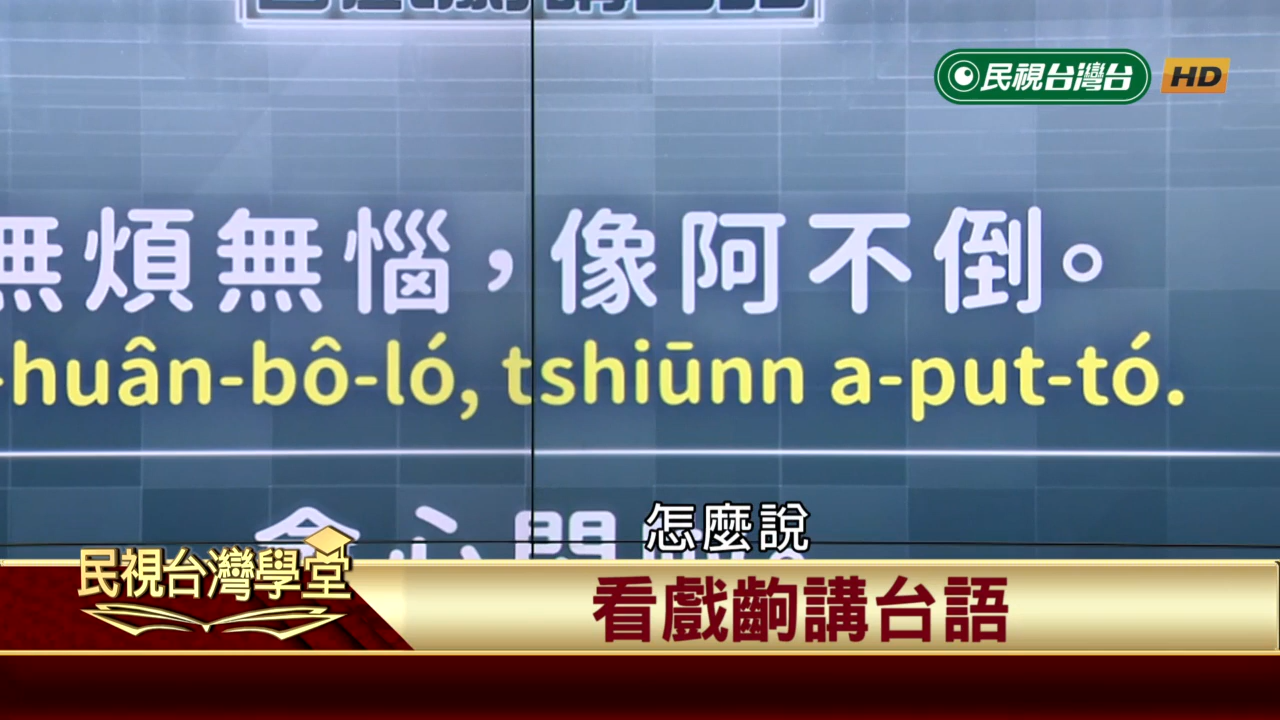 民視台灣台 HD
無煩無惱，像阿不倒。
-huân-bô-ló, tshiūnn a-put-tó.
怎麼說
民視台灣學堂
看戲齣講台語